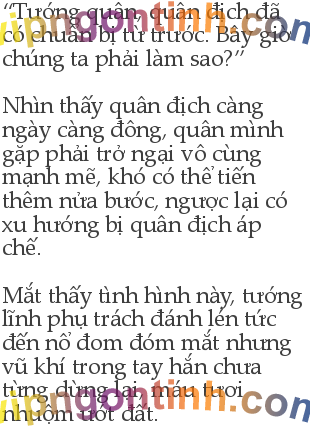 “Tướng quân, quân địch đã
có chuẩn bị từ trước. Bây giờ
chúng ta phải làm sao?”
Nhìn thấy quân địch càng
ngày càng đông, quân mình
gặp phải trở ngại vô cùng
mạnh mẽ, khó có thể tiến
thêm nửa bước, ngược lại có
xu hướng bị quân địch áp
chế.
Mắt thấy tình hình này, tướng
lĩnh phụ trách đánh lén tức
đến nổ đom đóm mắt nhưng
vũ khí trong tay hắn chưa
từng dừng lại, máu tươi
nhuộm ướt đất.
vipngontinh.com
vipngontinh.com